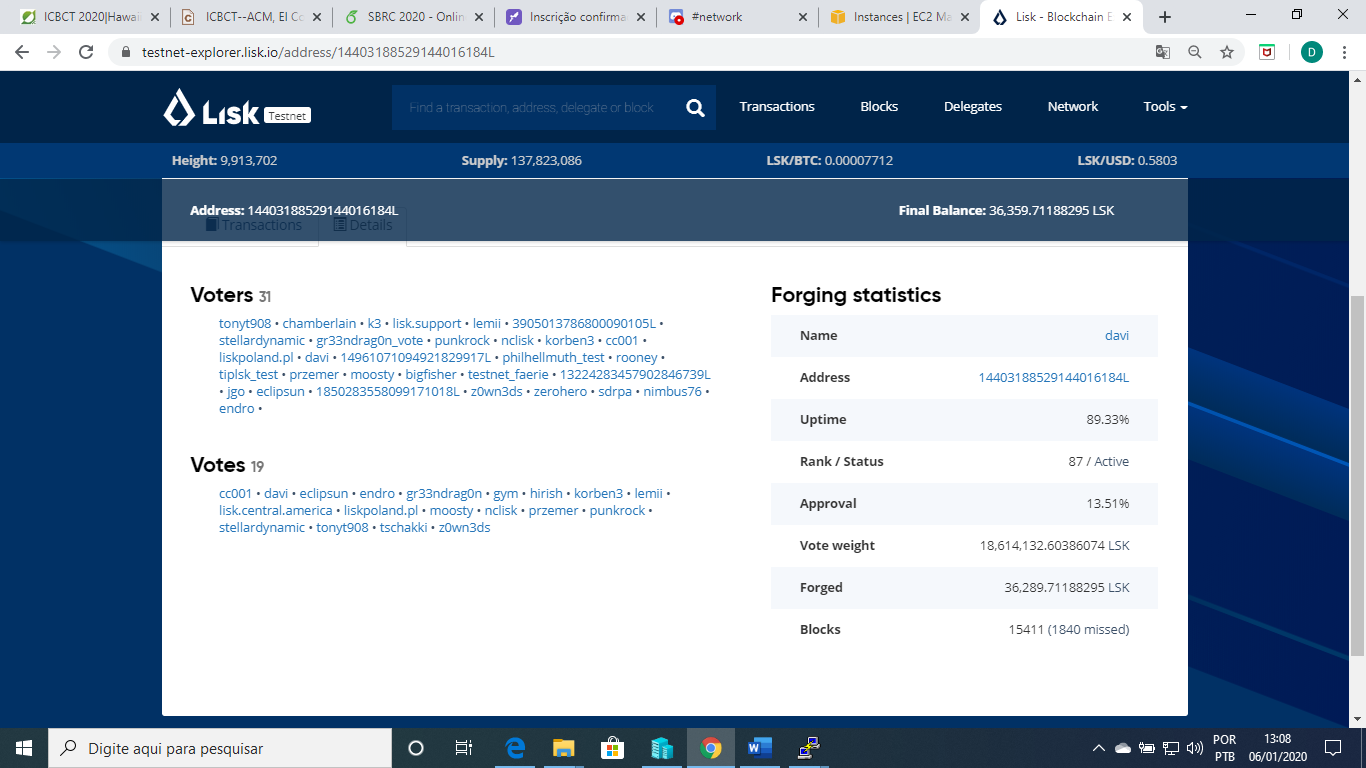 ICBCT 2020|Hawaii
ICBCT--ACM, EI Co
SBRC 2020 - Onlin
Inscrição confirma
#network
Instances | EC2 Ma
Lisk - Blockchain E
testnet-explorer.lisk.io/address/14403188529144016184L
D
Lisk Testnet
Find a transaction, address, delegate or block
Transactions
Blocks
Delegates
Network
Tools
Height: 9,913,702
Supply: 137,823,086
LSK/BTC: 0.00007712
LSK/USD: 0.5803
Address: 14403188529144016184L
Final Balance: 36,359.71188295 LSK
Transactions
Details
Voters 31
tonyt908 • chamberlain • k3 • lisk.support • lemii • 3905013786800090105L •
stellardynamic • gr33ndrag0n_vote • punkrock • nclisk • korben3 • cc001 •
liskpoland.pl • davi • 14961071094921829917L • philhellmuth_test • rooney •
tiplsk_test • przemer • moosty • bigfisher • testnet_faerie • 13224283457902846739L
• jgo • eclipsun • 1850283558099171018L • z0wn3ds • zerohero • sdrpa • nimbus76 •
endro •
Votes 19
cc001 • davi • eclipsun • endro • gr33ndrag0n • gym • hirish • korben3 • lemii •
lisk.central.america • liskpoland.pl • moosty • nclisk • przemer • punkrock •
stellardynamic • tonyt908 • tschakki • z0wn3ds
Forging statistics
Name davi
Address 14403188529144016184L
Uptime 89.33%
Rank / Status 87 / Active
Approval 13.51%
Vote weight 18,614,132.60386074 LSK
Forged 36,289.71188295 LSK
Blocks 15411 (1840 missed)
Digite aqui para pesquisar
POR
PTB
13:08
06/01/2020